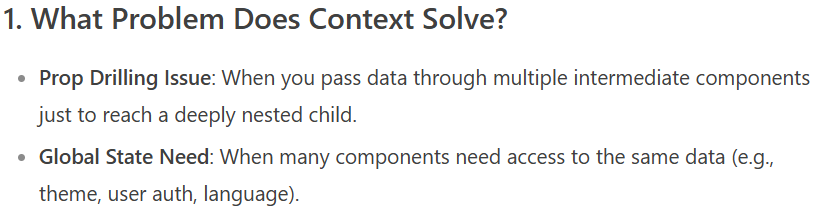 1. What Problem Does Context Solve?
• Prop Drilling Issue: When you pass data through multiple intermediate components
just to reach a deeply nested child.
• Global State Need: When many components need access to the same data (e.g.,
theme, user auth, language).